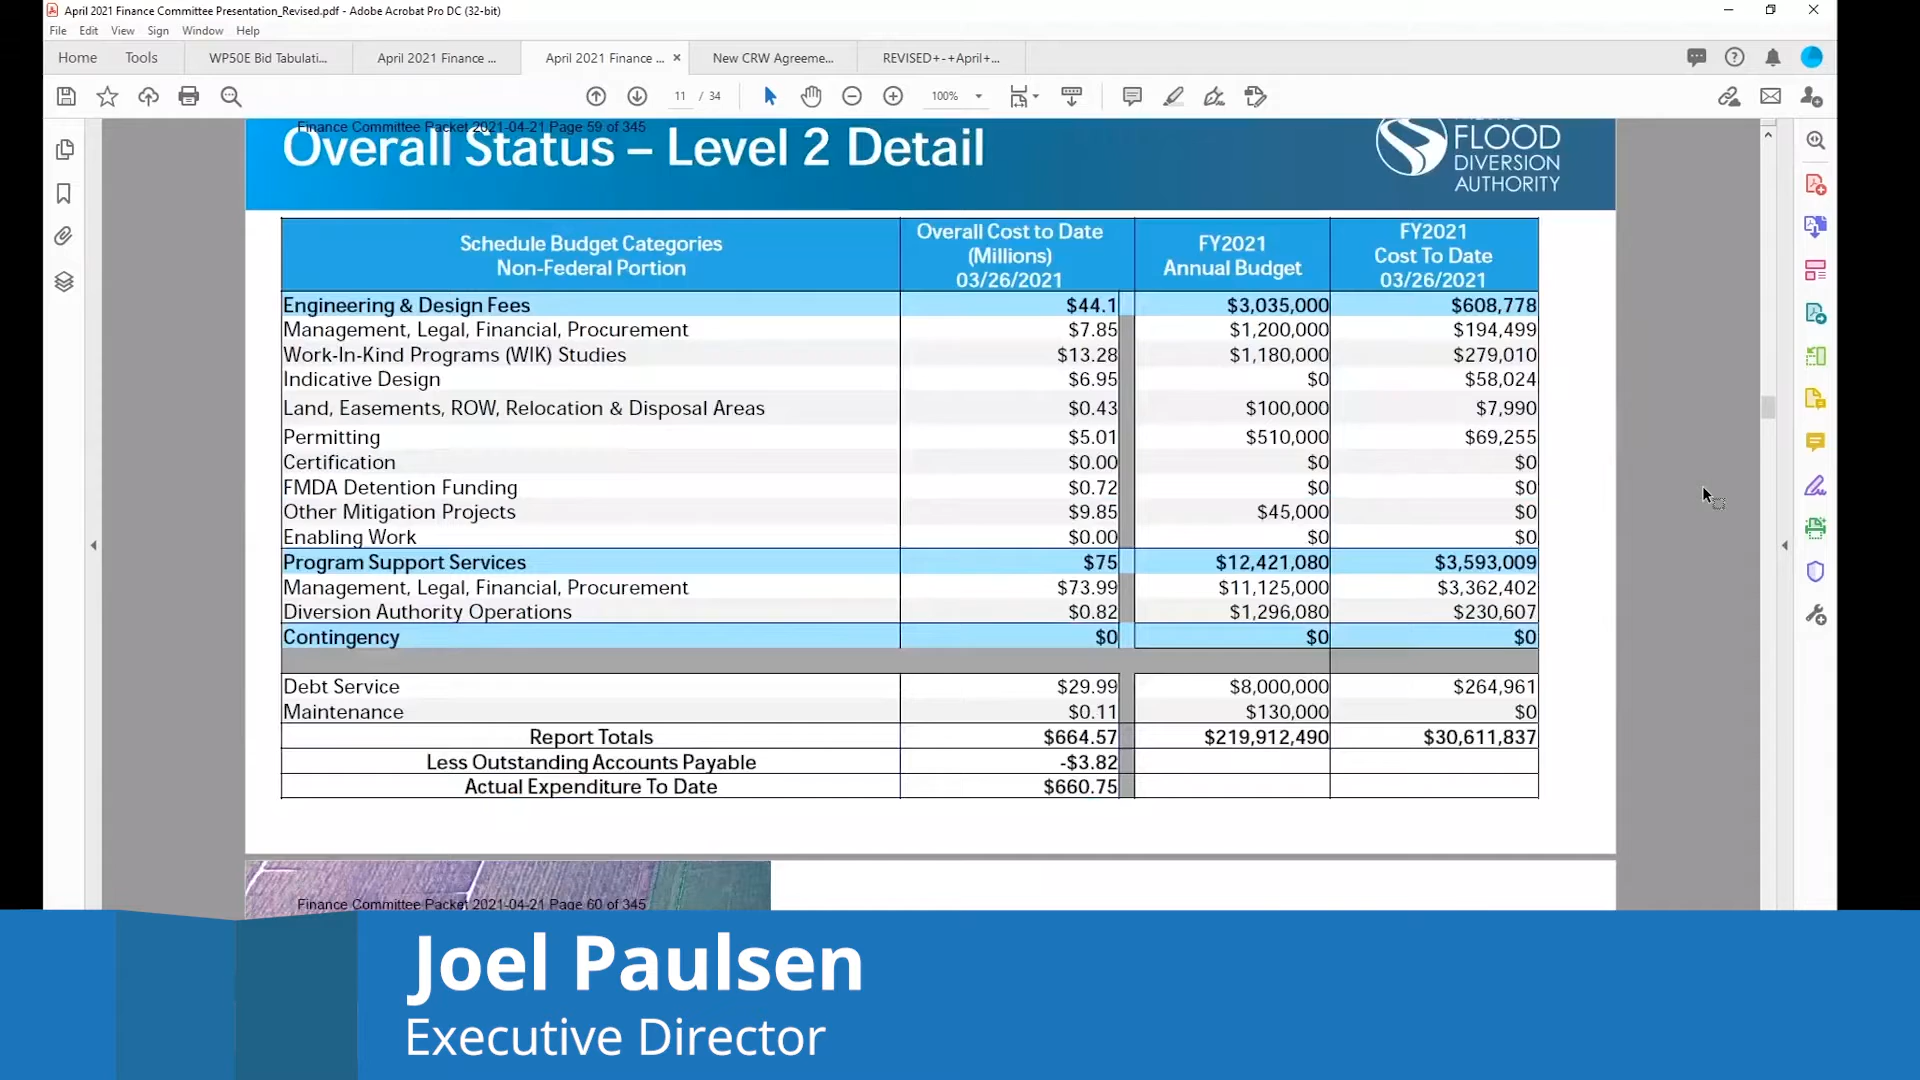 April 2021 Finance Committee Presentation_Revised.pdf - Adobe Acrobat Pro DC (32-bit)
File Edit View Sign Window Help
Home Tools WP50E Bid Tabulati... April 2021 Finance ... April 2021 Finance ... × New CRW Agreeme... REVISED+-+April+...
11 / 34 100%
Finance Committee Packet 2021-04-21 Page 59 of 345
Overall Status – Level 2 Detail
FLOOD
DIVERSION
AUTHORITY
Schedule Budget Categories
Non-Federal Portion
Overall Cost to Date
(Millions)
03/26/2021
FY2021
Annual Budget
FY2021
Cost To Date
03/26/2021
Engineering & Design Fees $44.1 $3,035,000 $608,778
Management, Legal, Financial, Procurement $7.85 $1,200,000 $194,499
Work-In-Kind Programs (WIK) Studies $13.28 $1,180,000 $279,010
Indicative Design $6.95 $0 $58,024
Land, Easements, ROW, Relocation & Disposal Areas $0.43 $100,000 $7,990
Permitting $5.01 $510,000 $69,255
Certification $0.00 $0 $0
FMDA Detention Funding $0.72 $0 $0
Other Mitigation Projects $9.85 $45,000 $0
Enabling Work $0.00 $0 $0
Program Support Services $75 $12,421,080 $3,593,009
Management, Legal, Financial, Procurement $73.99 $11,125,000 $3,362,402
Diversion Authority Operations $0.82 $1,296,080 $230,607
Contingency $0 $0 $0
Debt Service $29.99 $8,000,000 $264,961
Maintenance $0.11 $130,000 $0
Report Totals $664.57 $219,912,490 $30,611,837
Less Outstanding Accounts Payable -$3.82
Actual Expenditure To Date $660.75
Finance Committee Packet 2021-04-21 Page 60 of 345
Joel Paulsen
Executive Director